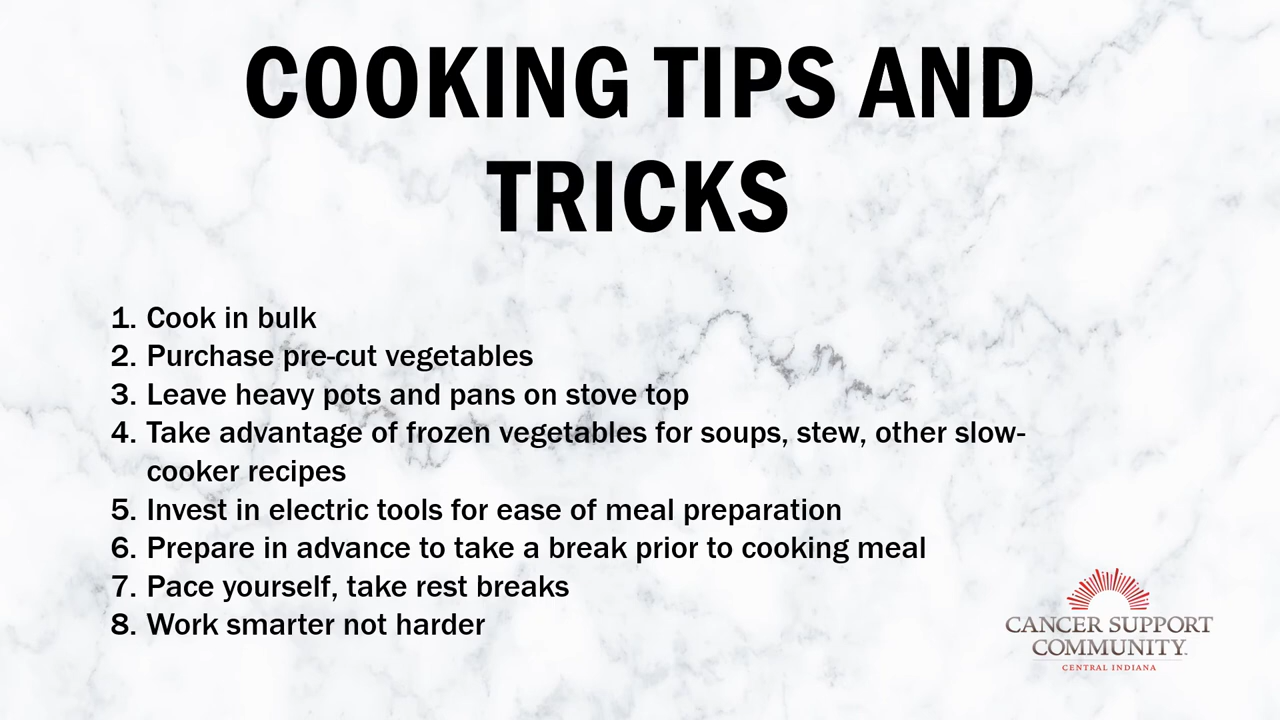 COOKING TIPS AND
TRICKS
1. Cook in bulk
2. Purchase pre-cut vegetables
3. Leave heavy pots and pans on stove top
4. Take advantage of frozen vegetables for soups, stew, other slow-
cooker recipes
5. Invest in electric tools for ease of meal preparation
6. Prepare in advance to take a break prior to cooking meal
7. Pace yourself, take rest breaks
8. Work smarter not harder
CANCER SUPPORT
COMMUNITY
CENTRAL INDIANA